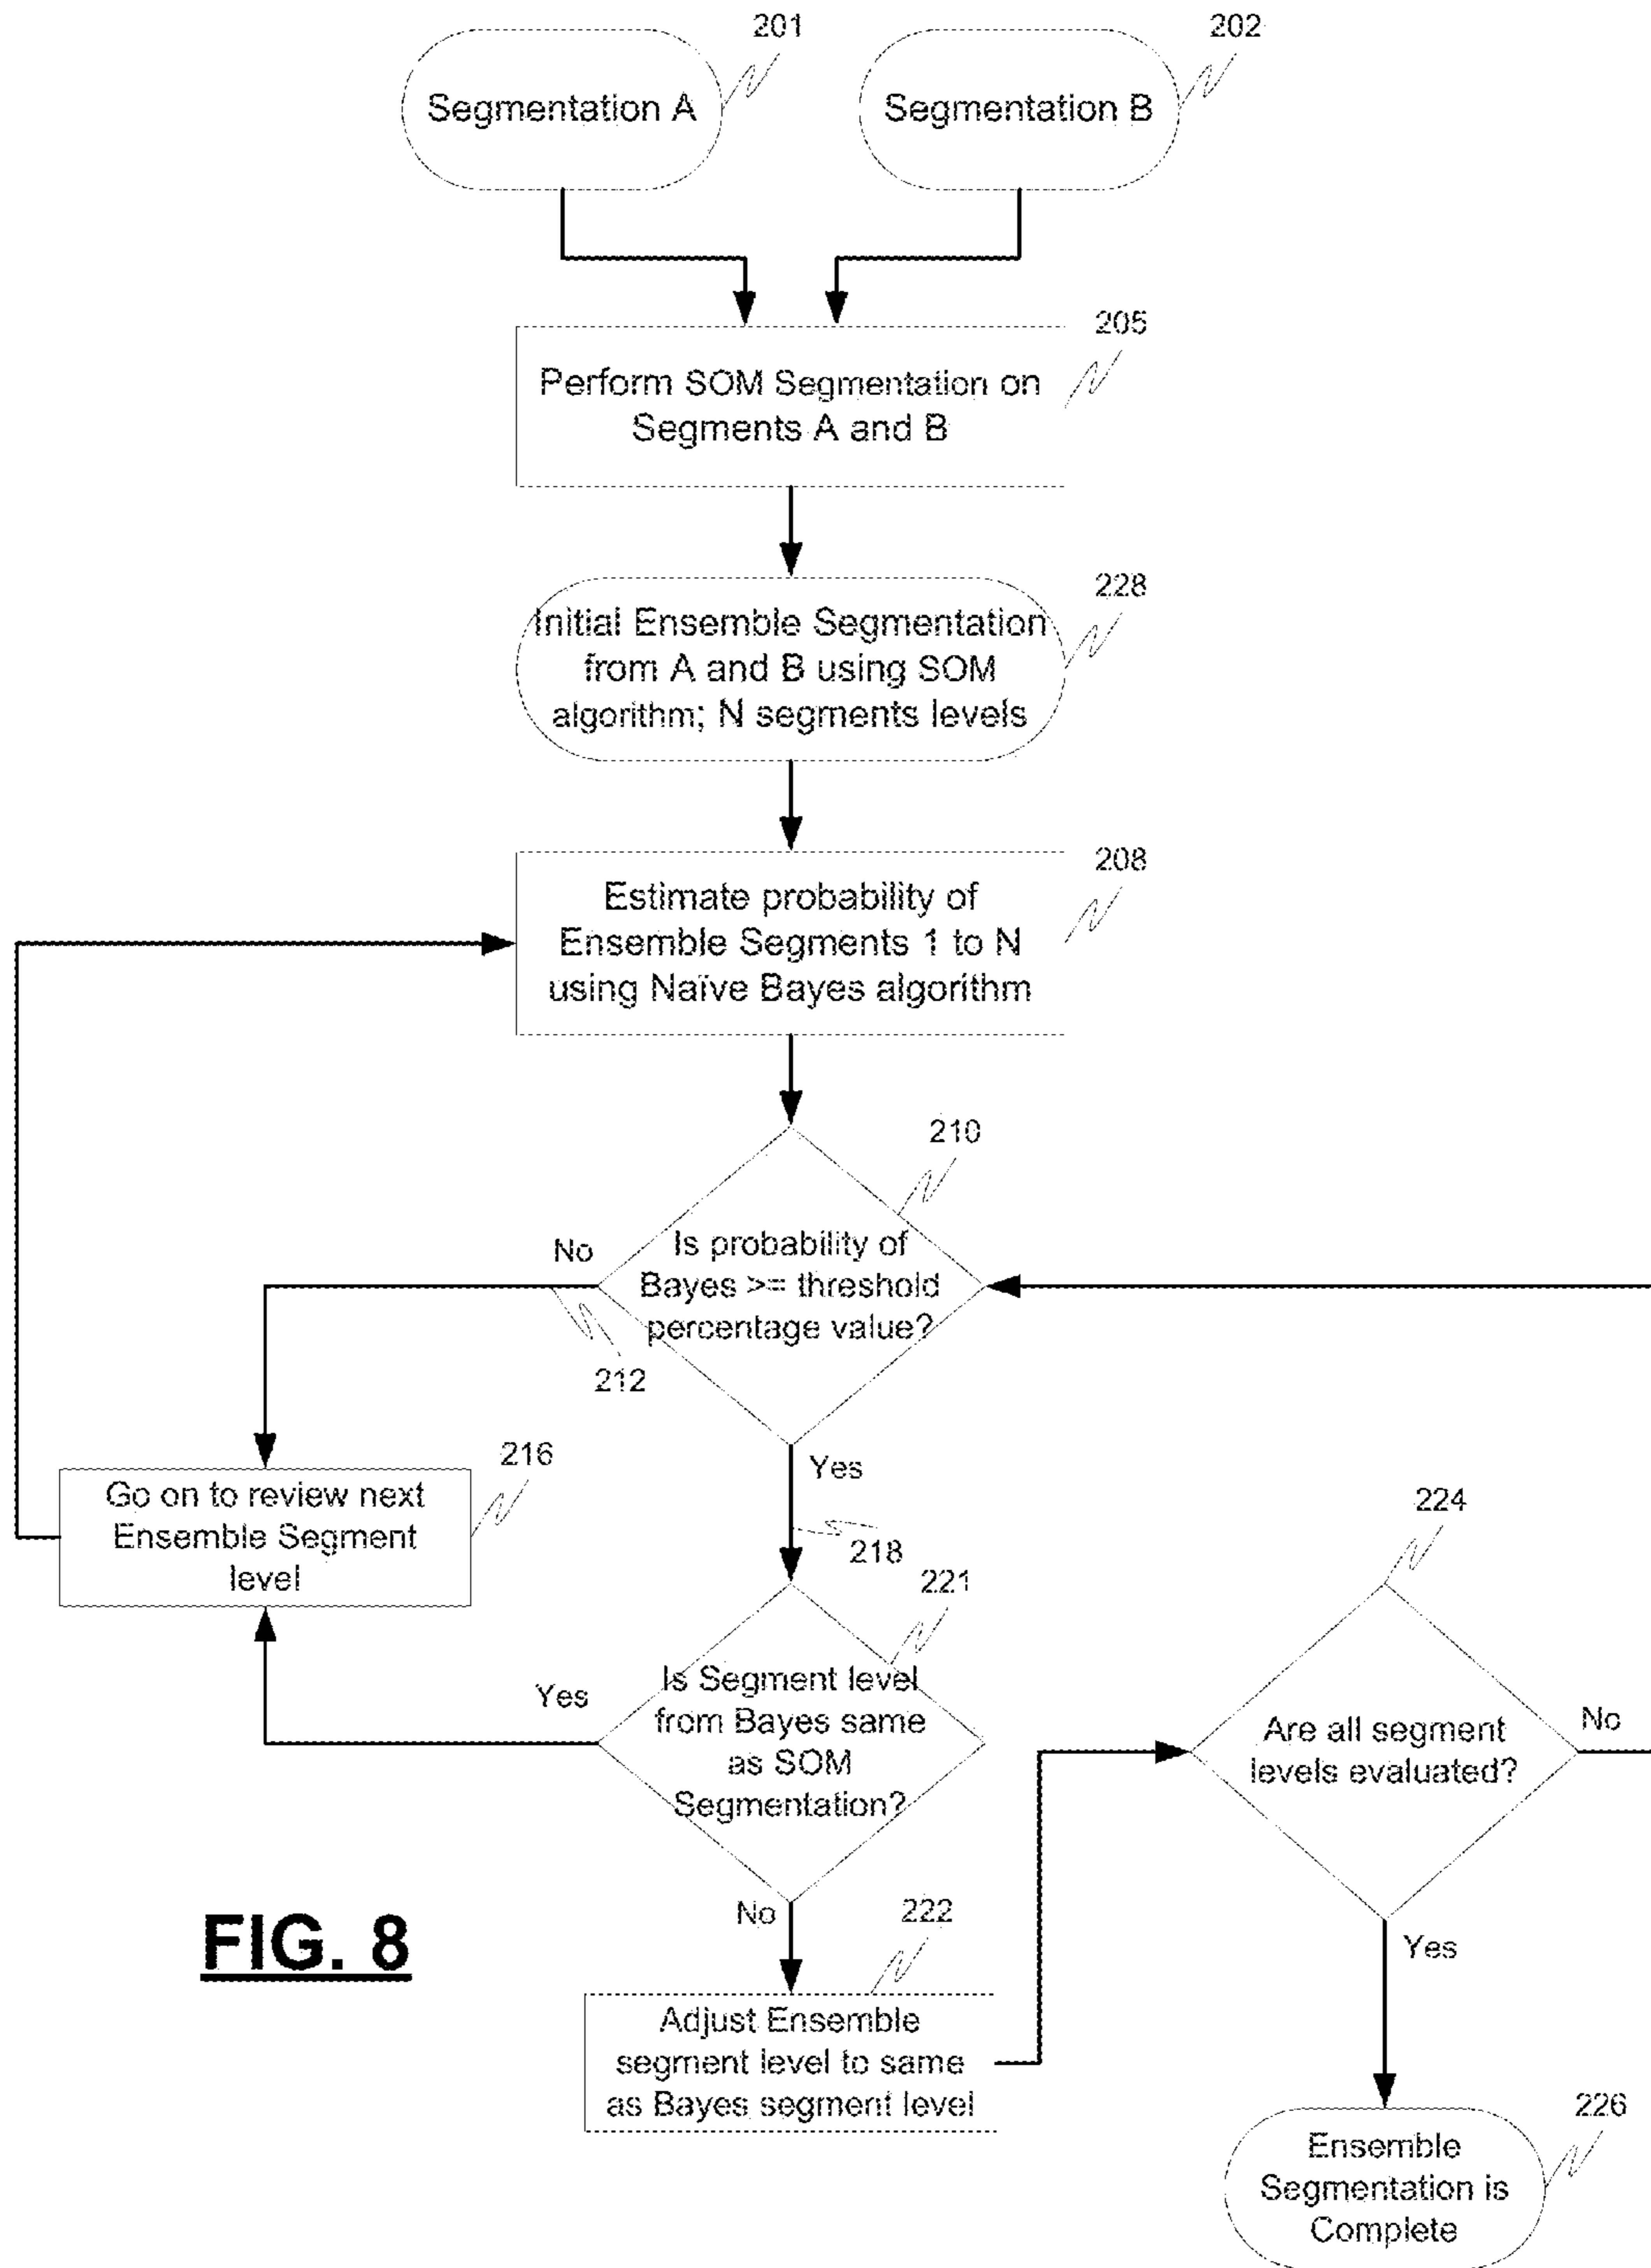 201
202
Segmentation A
Segmentation B
205
Perform SOM Segmentation on
Segments A and B
228
Initial Ensemble Segmentation
from A and B using SOM
algorithm; N segments levels
208
Estimate probability of
Ensemble Segments 1 to N
using Naïve Bayes algorithm
210
No
Is probability of
Bayes >= threshold
percentage value?
212
Yes
218
216
Go on to review next
Ensemble Segment
level
221
Yes
Is Segment level
from Bayes same
as SOM
Segmentation?
No
224
Are all segment
levels evaluated?
No
Yes
222
Adjust Ensemble
segment level to same
as Bayes segment level
226
Ensemble
Segmentation is
Complete
FIG. 8